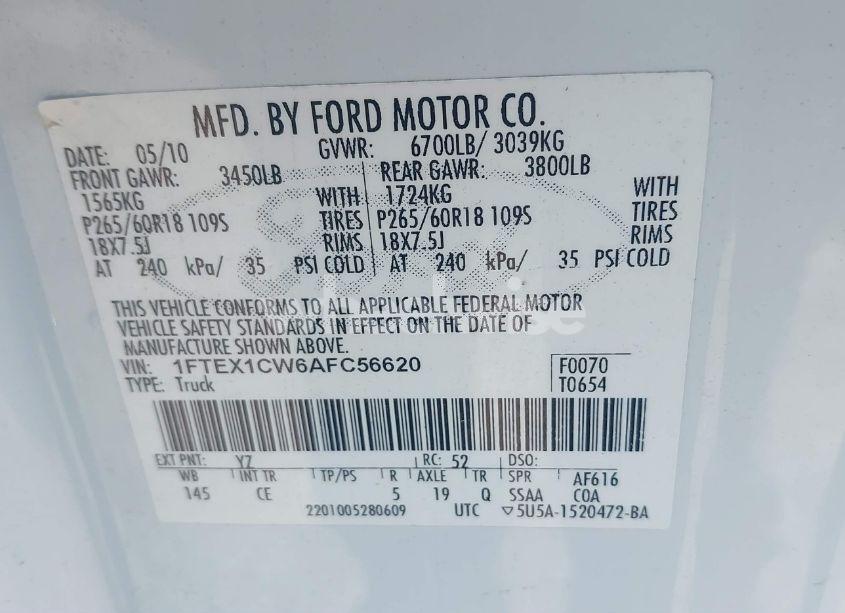 MFD. BY FORD MOTOR CO.
DATE: 05/10 GVWR: 6700LB/ 3039KG
FRONT GAWR: 3450LB REAR GAWR: 3800LB
1565KG WITH 1724KG WITH
P265/60R18 109S TIRES P265/60R18 109S TIRES
18X7.5J RIMS 18X7.5J RIMS
AT 240 kPa/ 35 PSI COLD AT 240 kPa/ 35 PSI COLD
THIS VEHICLE CONFORMS TO ALL APPLICABLE FEDERAL MOTOR
VEHICLE SAFETY STANDARDS IN EFFECT ON THE DATE OF
MANUFACTURE SHOWN ABOVE.
VIN: 1FTEX1CW6AFC56620 F0070
TYPE: Truck T0654
EXT PNT: YZ RC: 52 DSO:
WB INT TR TP/PS R AXLE TR SPR AF616
145 CE 5 19 Q SSAA COA
2201005280609 UTC ▽5U5A-1520472-BA